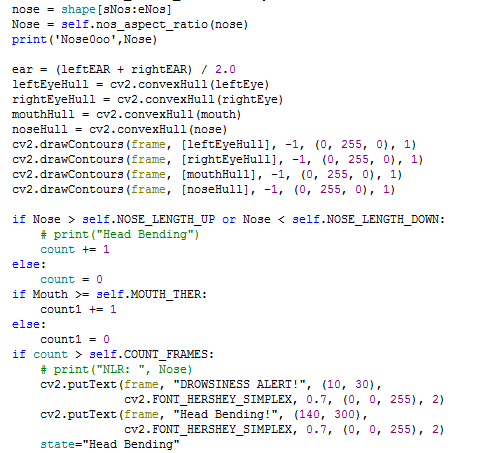 nose = shape[sNos:eNos]
Nose = self.nos_aspect_ratio(nose)
print('Nose0oo',Nose)
ear = (leftEAR + rightEAR) / 2.0
leftEyeHull = cv2.convexHull(leftEye)
rightEyeHull = cv2.convexHull(rightEye)
mouthHull = cv2.convexHull(mouth)
noseHull = cv2.convexHull(nose)
cv2.drawContours(frame, [leftEyeHull], -1, (0, 255, 0), 1)
cv2.drawContours(frame, [rightEyeHull], -1, (0, 255, 0), 1)
cv2.drawContours(frame, [mouthHull], -1, (0, 255, 0), 1)
cv2.drawContours(frame, [noseHull], -1, (0, 255, 0), 1)
if Nose > self.NOSE_LENGTH_UP or Nose < self.NOSE_LENGTH_DOWN:
    # print("Head Bending")
    count += 1
else:
    count = 0
if Mouth >= self.MOUTH_THER:
    count1 += 1
else:
    count1 = 0
if count > self.COUNT_FRAMES:
    # print("NLR: ", Nose)
    cv2.putText(frame, "DROWSINESS ALERT!", (10, 30),
                cv2.FONT_HERSHEY_SIMPLEX, 0.7, (0, 0, 255), 2)
    cv2.putText(frame, "Head Bending!", (140, 300),
                cv2.FONT_HERSHEY_SIMPLEX, 0.7, (0, 0, 255), 2)
    state="Head Bending"